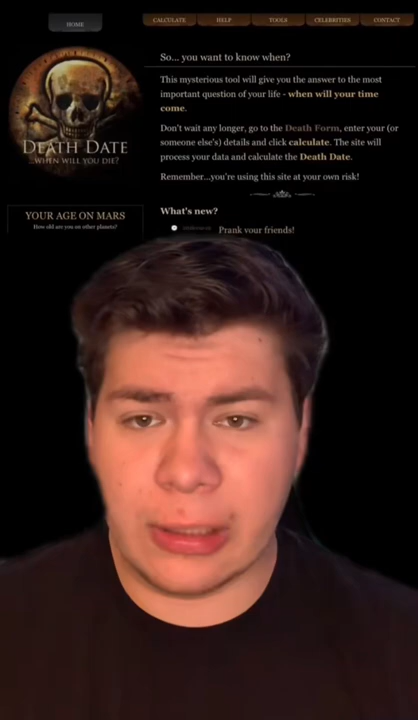 HOME
CALCULATE
HELP
TOOLS
CELEBRITIES
CONTACT
DEATH DATE
...WHEN WILL YOU DIE?
So... you want to know when?
This mysterious tool will give you the answer to the most
important question of your life - when will your time
come.
Don't wait any longer, go to the Death Form, enter your (or
someone else's) details and click calculate. The site will
process your data and calculate the Death Date.
Remember...you're using this site at your own risk!
YOUR AGE ON MARS
How old are you on other planets?
What's new?
Prank your friends!